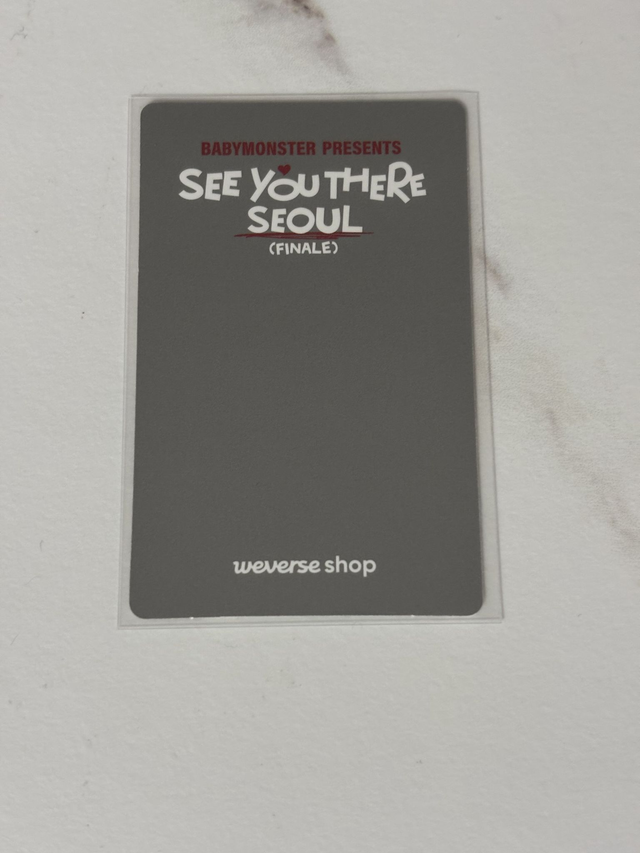 BABYMONSTER PRESENTS
SEE YOU THERE
SEOUL
(FINALE)
weverse shop